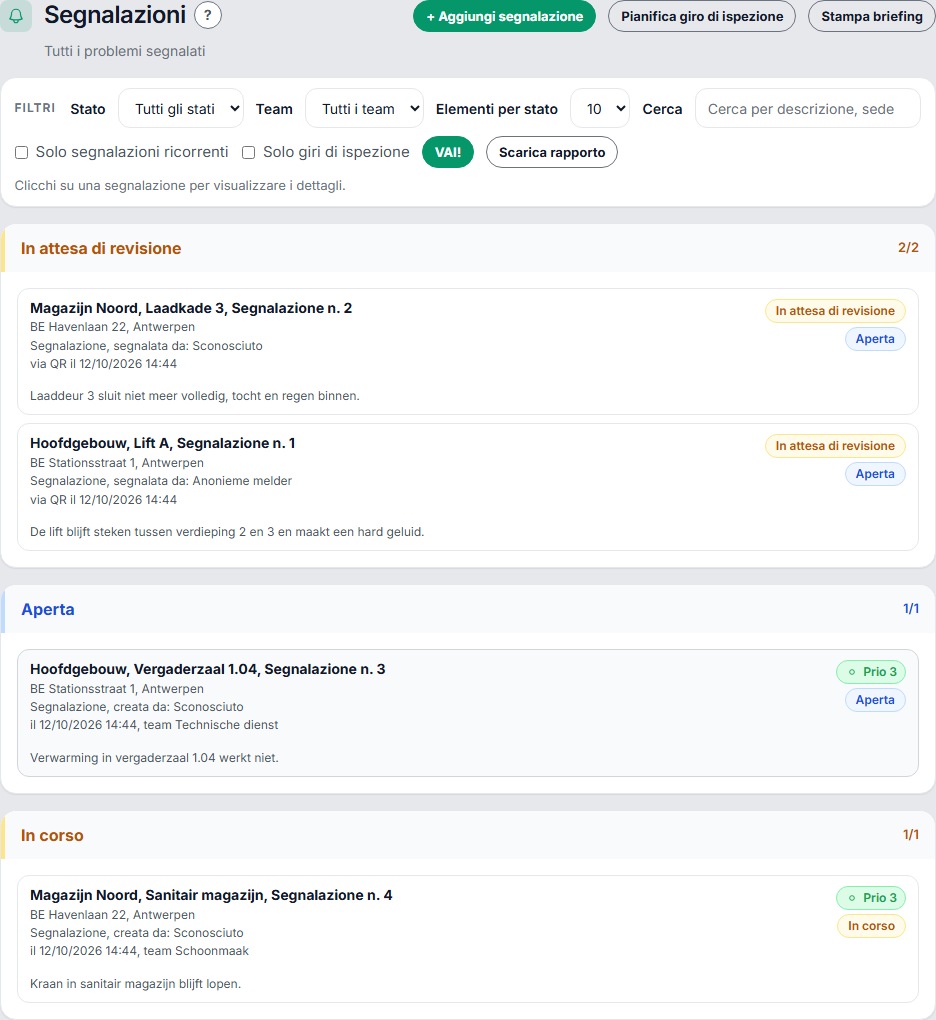 Segnalazioni ?
+ Aggiungi segnalazione
Pianifica giro di ispezione
Stampa briefing
Tutti i problemi segnalati
FILTRI Stato Tutti gli stati Team Tutti i team Elementi per stato 10 Cerca Cerca per descrizione, sede
Solo segnalazioni ricorrenti Solo giri di ispezione VAI! Scarica rapporto
Clicchi su una segnalazione per visualizzare i dettagli.
In attesa di revisione 2/2
Magazijn Noord, Laadkade 3, Segnalazione n. 2
In attesa di revisione
BE Havenlaan 22, Antwerpen
Aperta
Segnalazione, segnalata da: Sconosciuto
via QR il 12/10/2026 14:44
Laaddeur 3 sluit niet meer volledig, tocht en regen binnen.
Hoofdgebouw, Lift A, Segnalazione n. 1
In attesa di revisione
BE Stationsstraat 1, Antwerpen
Aperta
Segnalazione, segnalata da: Anonieme melder
via QR il 12/10/2026 14:44
De lift blijft steken tussen verdieping 2 en 3 en maakt een hard geluid.
Aperta 1/1
Hoofdgebouw, Vergaderzaal 1.04, Segnalazione n. 3
Prio 3
BE Stationsstraat 1, Antwerpen
Aperta
Segnalazione, creata da: Sconosciuto
il 12/10/2026 14:44, team Technische dienst
Verwarming in vergaderzaal 1.04 werkt niet.
In corso 1/1
Magazijn Noord, Sanitair magazijn, Segnalazione n. 4
Prio 3
BE Havenlaan 22, Antwerpen
In corso
Segnalazione, creata da: Sconosciuto
il 12/10/2026 14:44, team Schoonmaak
Kraan in sanitair magazijn blijft lopen.